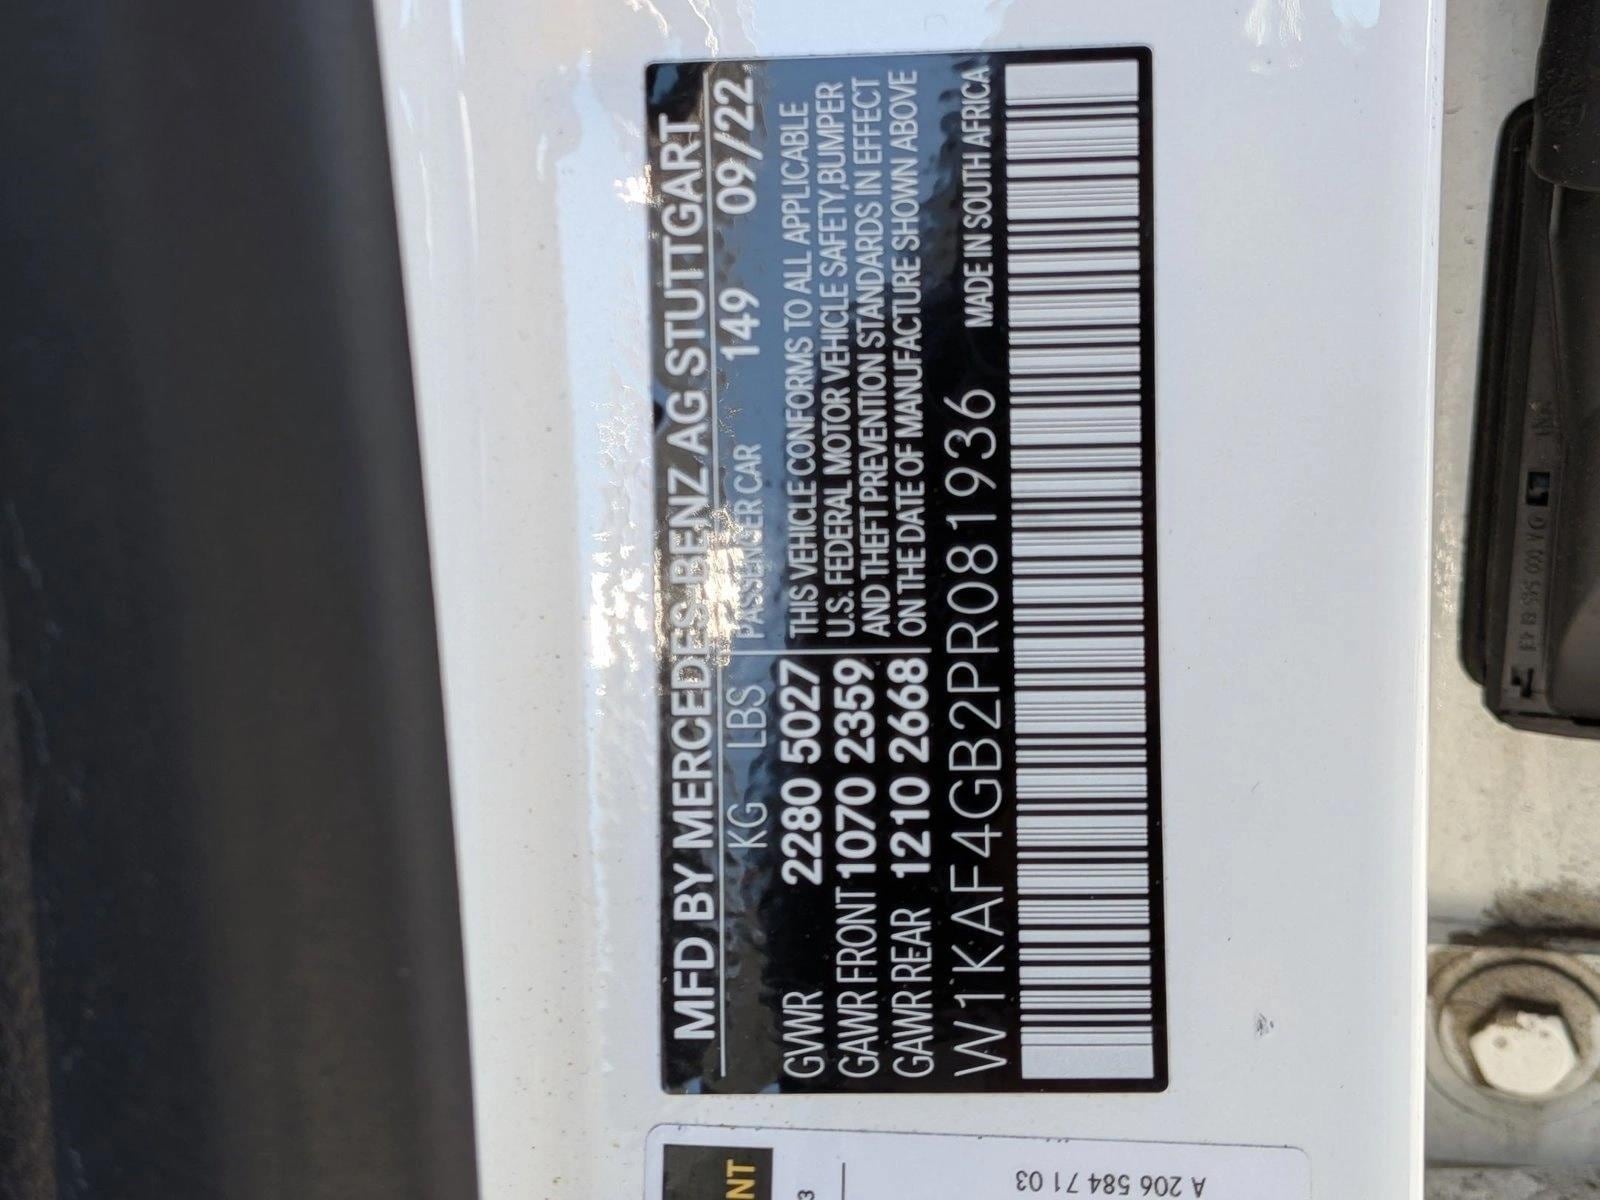 MFD BY MERCEDES-BENZ AG STUTTGART
KG LBS PASSENGER CAR 149 09/22
GVWR 2280 5027
GAWR FRONT 1070 2359
GAWR REAR 1210 2668
THIS VEHICLE CONFORMS TO ALL APPLICABLE
U.S. FEDERAL MOTOR VEHICLE SAFETY,BUMPER
AND THEFT PREVENTION STANDARDS IN EFFECT
ON THE DATE OF MANUFACTURE SHOWN ABOVE
W1KAF4GB2PR081936 MADE IN SOUTH AFRICA
NT
3
A 206 584 71 03